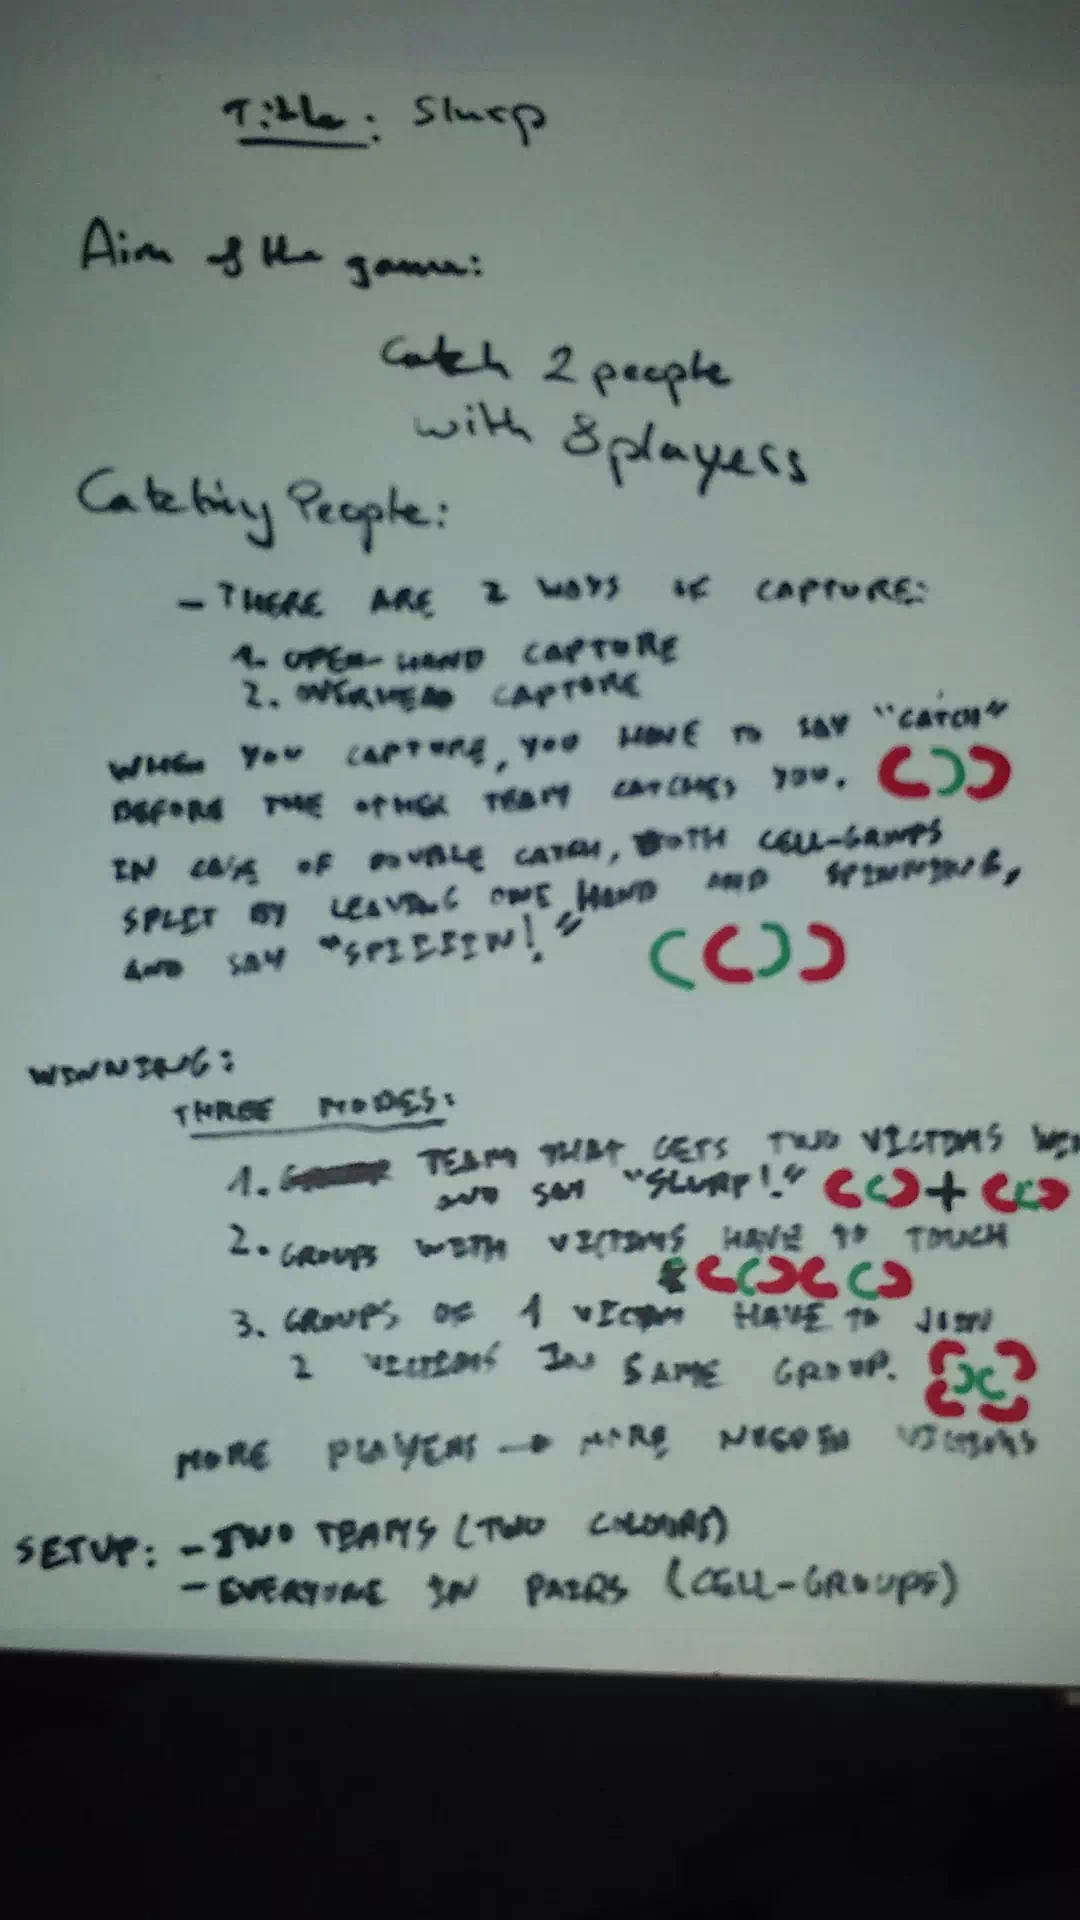 Title: Slurp
Aim of the game:
Catch 2 people
with 8 players
Catching People:
- THERE ARE 2 WAYS OF CAPTURE:
1. OPEN-HAND CAPTURE
2. OVERHEAD CAPTURE
WHEN YOU CAPTURE, YOU HAVE TO SAY "CATCH"
BEFORE THE OTHER TEAM CATCHES YOU.
IN CASE OF DOUBLE CATCH, BOTH CELL-GROUPS
SPLIT BY LEAVING ONE HAND AND SPINNING,
AND SAY "SPIIIIN!"
WINNING:
THREE MODES:
1. TEAM THAT GETS TWO VICTIMS WIN
AND SAY "SLURP!"
2. GROUPS WITH VICTIMS HAVE TO TOUCH
3. GROUPS OF 1 VICTIM HAVE TO JOIN
2 VICTIMS IN SAME GROUP.
MORE PLAYERS → MORE VICTIMS
SETUP: - TWO TEAMS (TWO COLOURS)
- EVERYONE IN PAIRS (CELL-GROUPS)